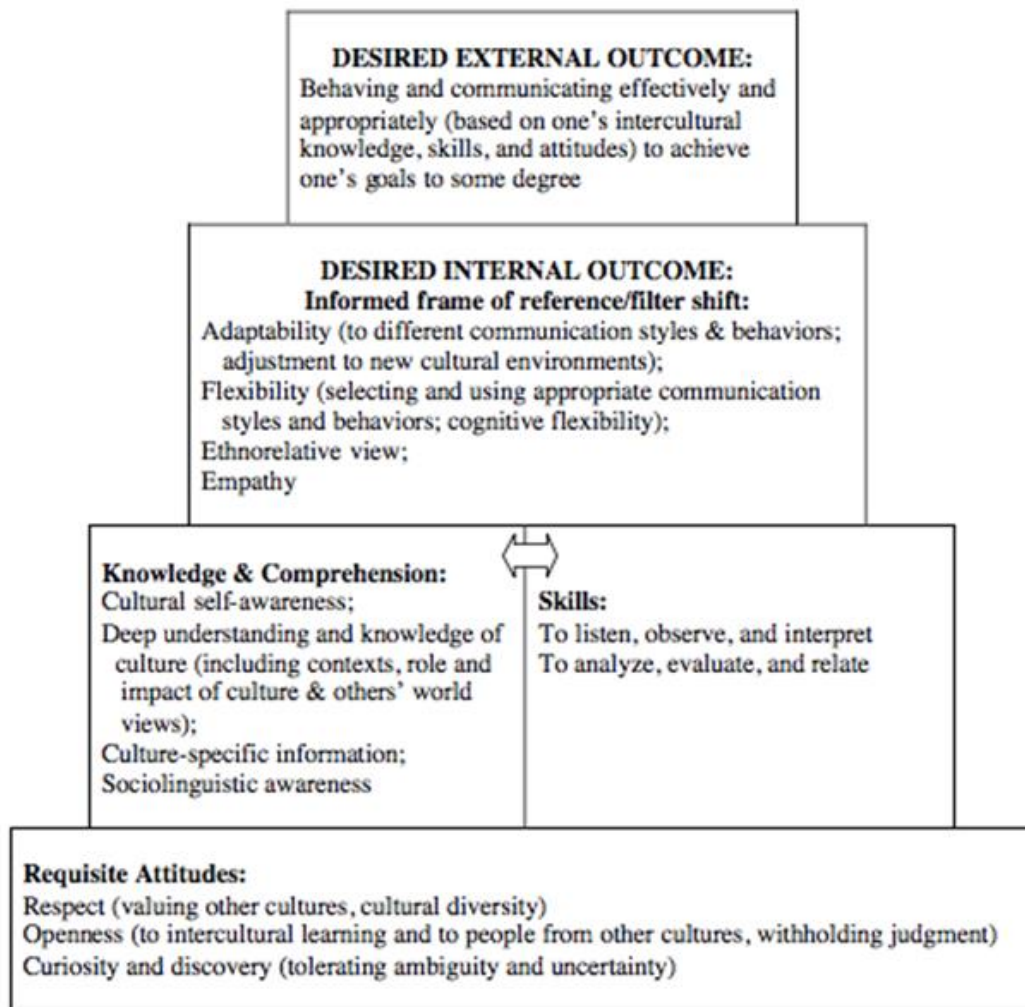 DESIRED EXTERNAL OUTCOME:
Behaving and communicating effectively and
appropriately (based on one's intercultural
knowledge, skills, and attitudes) to achieve
one's goals to some degree
DESIRED INTERNAL OUTCOME:
Informed frame of reference/filter shift:
Adaptability (to different communication styles & behaviors;
adjustment to new cultural environments);
Flexibility (selecting and using appropriate communication
styles and behaviors; cognitive flexibility);
Ethnorelative view;
Empathy
Knowledge & Comprehension:
Cultural self-awareness;
Deep understanding and knowledge of
culture (including contexts, role and
impact of culture & others' world
views);
Culture-specific information;
Sociolinguistic awareness
Skills:
To listen, observe, and interpret
To analyze, evaluate, and relate
Requisite Attitudes:
Respect (valuing other cultures, cultural diversity)
Openness (to intercultural learning and to people from other cultures, withholding judgment)
Curiosity and discovery (tolerating ambiguity and uncertainty)